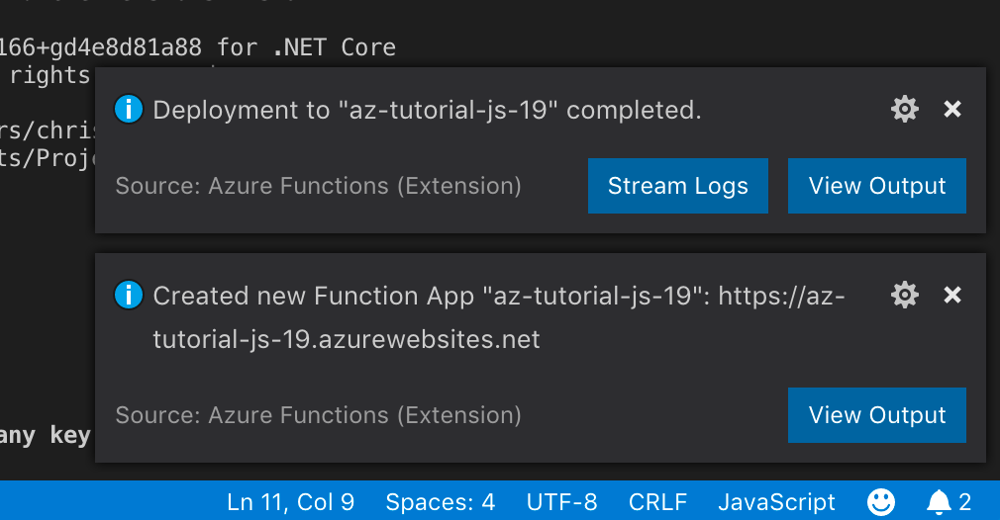 166+gd4e8d81a88 for .NET Core
rights
Deployment to "az-tutorial-js-19" completed.
rs/chris
ts/Proje
Source: Azure Functions (Extension)
Stream Logs
View Output
Created new Function App "az-tutorial-js-19": https://az-
tutorial-js-19.azurewebsites.net
Source: Azure Functions (Extension)
View Output
any key
Ln 11, Col 9 Spaces: 4 UTF-8 CRLF JavaScript 2